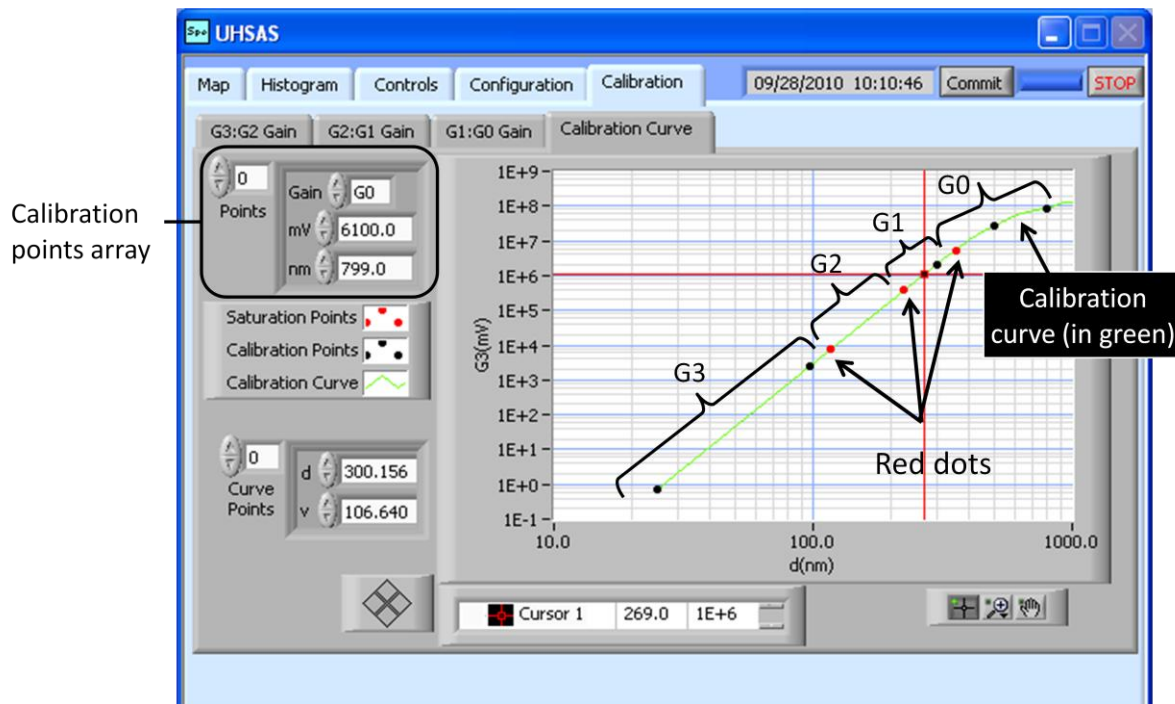 Spe UHSAS
Map Histogram Controls Configuration Calibration 09/28/2010 10:10:46 Commit STOP
G3:G2 Gain G2:G1 Gain G1:G0 Gain Calibration Curve
Calibration
points array
0
Points
Gain G0
mV 6100.0
nm 799.0
Saturation Points
Calibration Points
Calibration Curve
0
Curve
Points
d 300.156
v 106.640
G3(mV)
1E+9
1E+8
1E+7
1E+6
1E+5
1E+4
1E+3
1E+2
1E+1
1E+0
1E-1
10.0 100.0 1000.0
d(nm)
G0
G1
G2
G3
Red dots
Calibration
curve (in green)
Cursor 1 269.0 1E+6